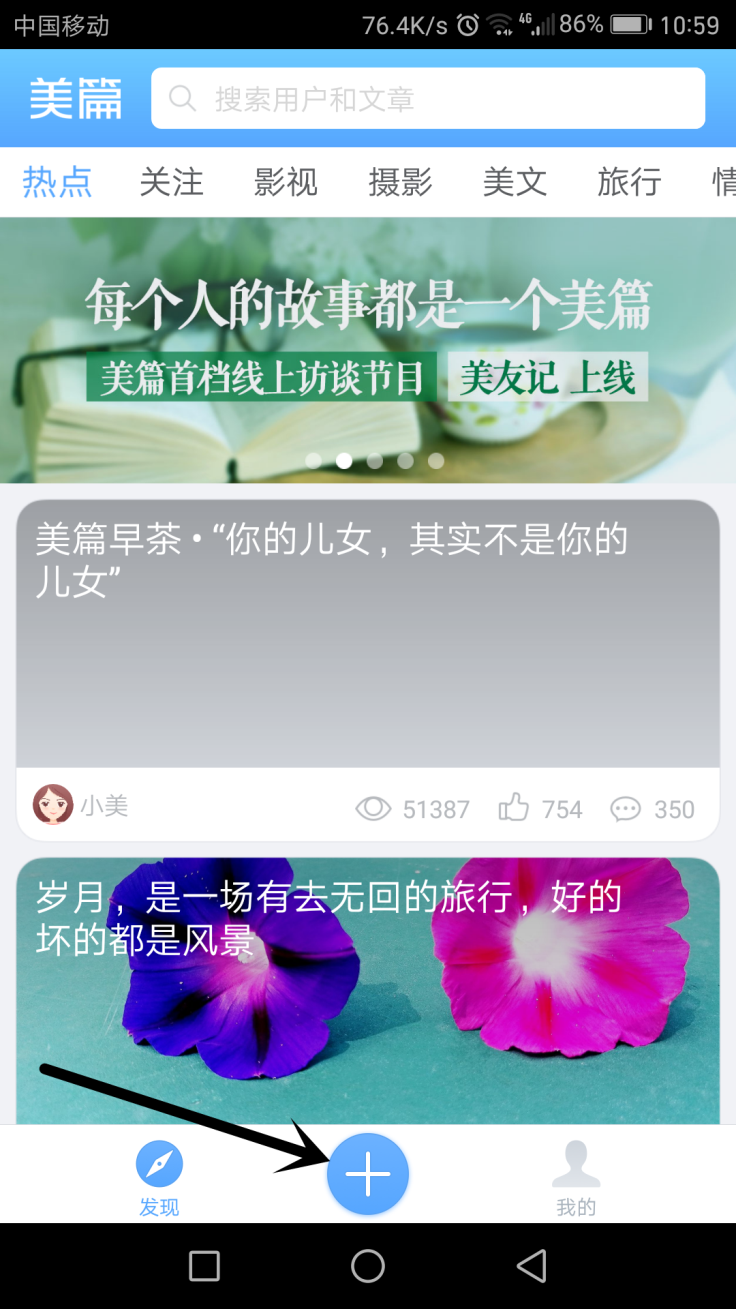 中国移动 76.4K/s 4G 86% 10:59
美篇 搜索用户和文章
热点 关注 影视 摄影 美文 旅行 情
每个人的故事都是一个美篇
美篇首档线上访谈节目 美友记 上线
美篇早茶•“你的儿女，其实不是你的
儿女”
小美 51387 754 350
岁月，是一场有去无回的旅行，好的
坏的都是风景
发现 我的